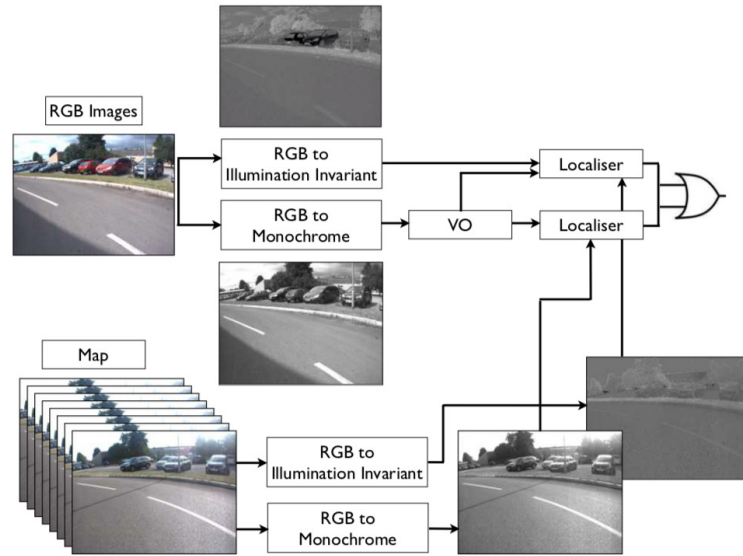 RGB Images
RGB to
Illumination Invariant
Localiser
RGB to
Monochrome
VO
Localiser
Map
RGB to
Illumination Invariant
RGB to
Monochrome